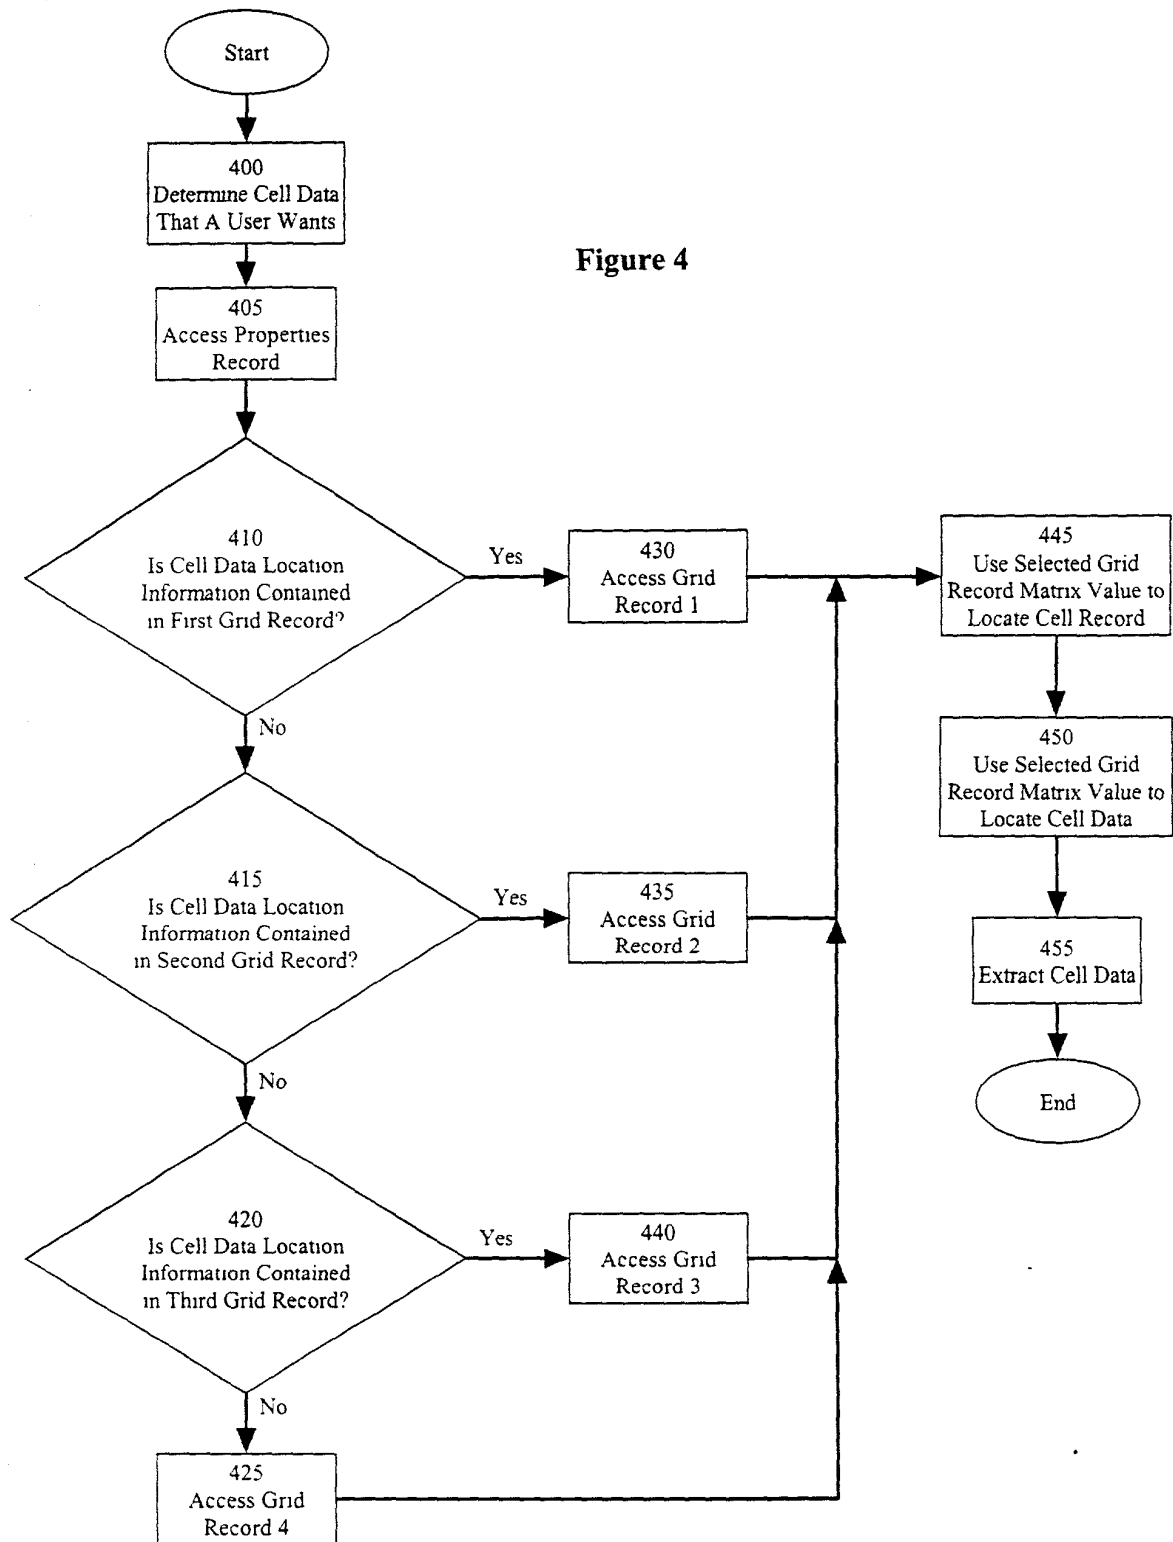 Start
400
Determine Cell Data
That A User Wants
Figure 4
405
Access Properties
Record
410
Is Cell Data Location
Information Contained
in First Grid Record?
Yes
430
Access Grid
Record 1
445
Use Selected Grid
Record Matrix Value to
Locate Cell Record
No
450
Use Selected Grid
Record Matrix Value to
Locate Cell Data
415
Is Cell Data Location
Information Contained
in Second Grid Record?
Yes
435
Access Grid
Record 2
455
Extract Cell Data
No
End
420
Is Cell Data Location
Information Contained
in Third Grid Record?
Yes
440
Access Grid
Record 3
No
425
Access Grid
Record 4